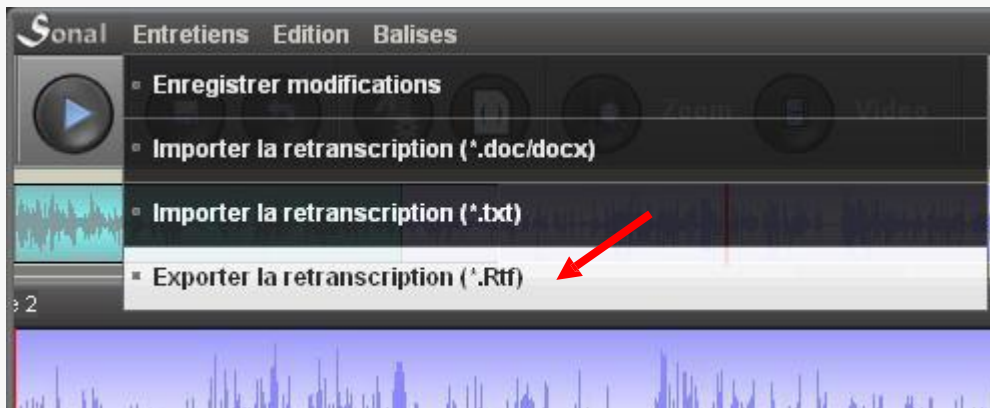 Sonal Entretiens Edition Balises
Enregistrer modifications
Zoom Video
Importer la retranscription (*.doc/docx)
Importer la retranscription (*.txt)
Exporter la retranscription (*.Rtf)
e 2